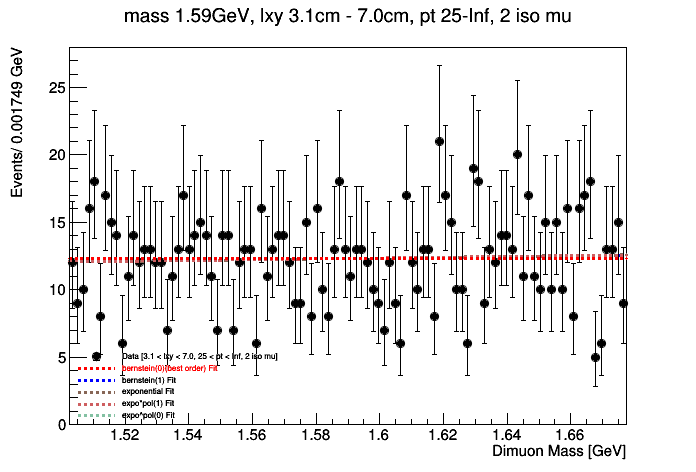 mass 1.59GeV, lxy 3.1cm - 7.0cm, pt 25-Inf, 2 iso mu
Events/ 0.001749 GeV
25
20
15
10
5
0
Data [3.1 < lxy < 7.0, 25 < pt < Inf, 2 iso mu]
bernstein(0)(best order) Fit
bernstein(1) Fit
exponential Fit
expo*pol(1) Fit
expo*pol(0) Fit
1.52 1.54 1.56 1.58 1.6 1.62 1.64 1.66
Dimuon Mass [GeV]